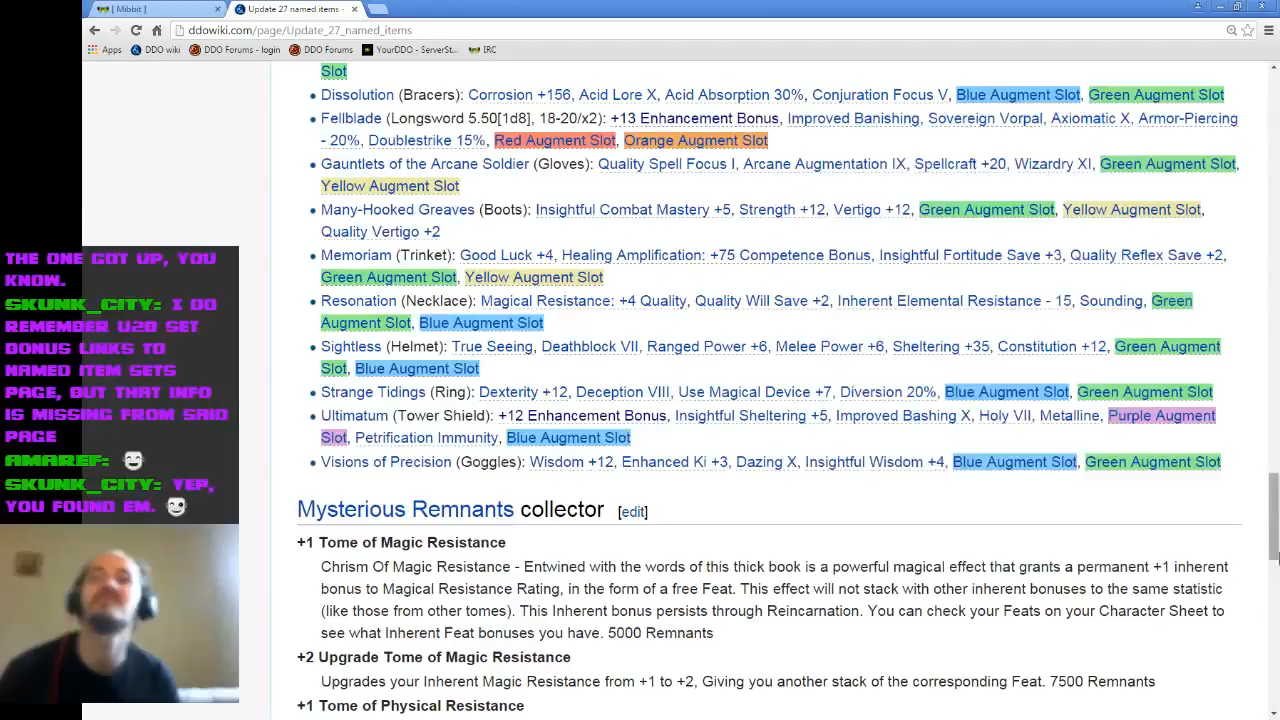 [ Mibbit ]
Update 27 named items -
ddowiki.com/page/Update_27_named_items
Apps DDO wiki DDO Forums - login DDO Forums YourDDO - ServerSt... IRC
Slot
Dissolution (Bracers): Corrosion +156, Acid Lore X, Acid Absorption 30%, Conjuration Focus V, Blue Augment Slot, Green Augment Slot
Fellblade (Longsword 5.50[1d8], 18-20/x2): +13 Enhancement Bonus, Improved Banishing, Sovereign Vorpal, Axiomatic X, Armor-Piercing
- 20%, Doublestrike 15%, Red Augment Slot, Orange Augment Slot
Gauntlets of the Arcane Soldier (Gloves): Quality Spell Focus I, Arcane Augmentation IX, Spellcraft +20, Wizardry XI, Green Augment Slot,
Yellow Augment Slot
Many-Hooked Greaves (Boots): Insightful Combat Mastery +5, Strength +12, Vertigo +12, Green Augment Slot, Yellow Augment Slot,
Quality Vertigo +2
Memoriam (Trinket): Good Luck +4, Healing Amplification: +75 Competence Bonus, Insightful Fortitude Save +3, Quality Reflex Save +2,
Green Augment Slot, Yellow Augment Slot
Resonation (Necklace): Magical Resistance: +4 Quality, Quality Will Save +2, Inherent Elemental Resistance - 15, Sounding, Green
Augment Slot, Blue Augment Slot
Sightless (Helmet): True Seeing, Deathblock VII, Ranged Power +6, Melee Power +6, Sheltering +35, Constitution +12, Green Augment
Slot, Blue Augment Slot
Strange Tidings (Ring): Dexterity +12, Deception VIII, Use Magical Device +7, Diversion 20%, Blue Augment Slot, Green Augment Slot
Ultimatum (Tower Shield): +12 Enhancement Bonus, Insightful Sheltering +5, Improved Bashing X, Holy VII, Metalline, Purple Augment
Slot, Petrification Immunity, Blue Augment Slot
Visions of Precision (Goggles): Wisdom +12, Enhanced Ki +3, Dazing X, Insightful Wisdom +4, Blue Augment Slot, Green Augment Slot
Mysterious Remnants collector [edit]
+1 Tome of Magic Resistance
Chrism Of Magic Resistance - Entwined with the words of this thick book is a powerful magical effect that grants a permanent +1 inherent
bonus to Magical Resistance Rating, in the form of a free Feat. This effect will not stack with other inherent bonuses to the same statistic
(like those from other tomes). This Inherent bonus persists through Reincarnation. You can check your Feats on your Character Sheet to
see what Inherent Feat bonuses you have. 5000 Remnants
+2 Upgrade Tome of Magic Resistance
Upgrades your Inherent Magic Resistance from +1 to +2, Giving you another stack of the corresponding Feat. 7500 Remnants
+1 Tome of Physical Resistance
THE ONE GOT UP, YOU
KNOW.
SKUNK_CITY: I DO
REMEMBER U20 SET
BONUS LINKS TO
NAMED ITEM SETS
PAGE, BUT THAT INFO
IS MISSING FROM SAID
PAGE
AMAREF:
SKUNK_CITY: YEP,
YOU FOUND EM.